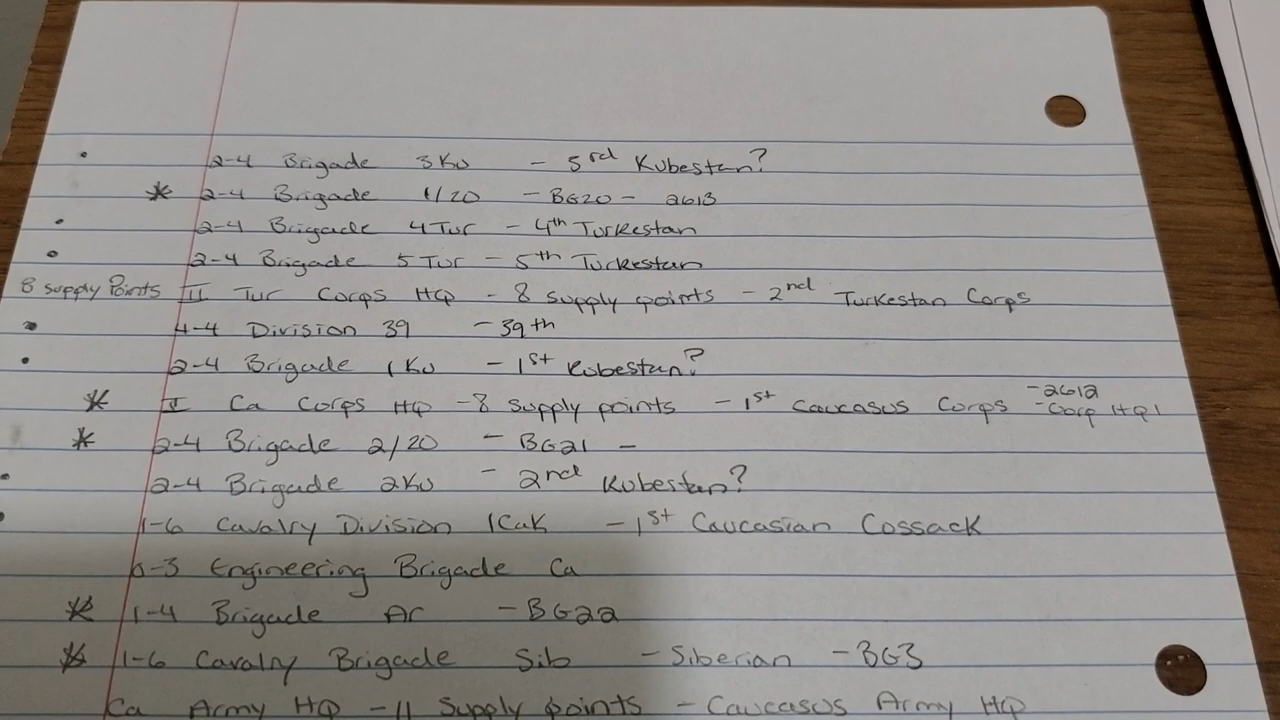 • 2-4 Brigade 3Ku - 3rd Kubestan?
* 2-4 Brigade 1/20 - BG20 - 2613
• 2-4 Brigade 4Tur - 4th Turkestan
• 2-4 Brigade 5Tur - 5th Turkestan
8 supply Points II Tur Corps HQ - 8 supply points - 2nd Turkestan Corps
• 4-4 Division 39 - 39th
• 2-4 Brigade 1Ku - 1st Kubestan?
* I Ca Corps HQ - 8 supply points - 1st Caucasus Corps - 2612 - Corp HQ1
* 2-4 Brigade 2/20 - BG21 -
• 2-4 Brigade 2Ku - 2nd Kubestan?
• 1-6 Cavalry Division 1CaK - 1st Caucasian Cossack
0-3 Engineering Brigade Ca
* 1-4 Brigade Ar - BG22
* 1-6 Cavalry Brigade Sib - Siberian - BG3
Ca Army HQ - 11 Supply points - Caucasus Army HQ